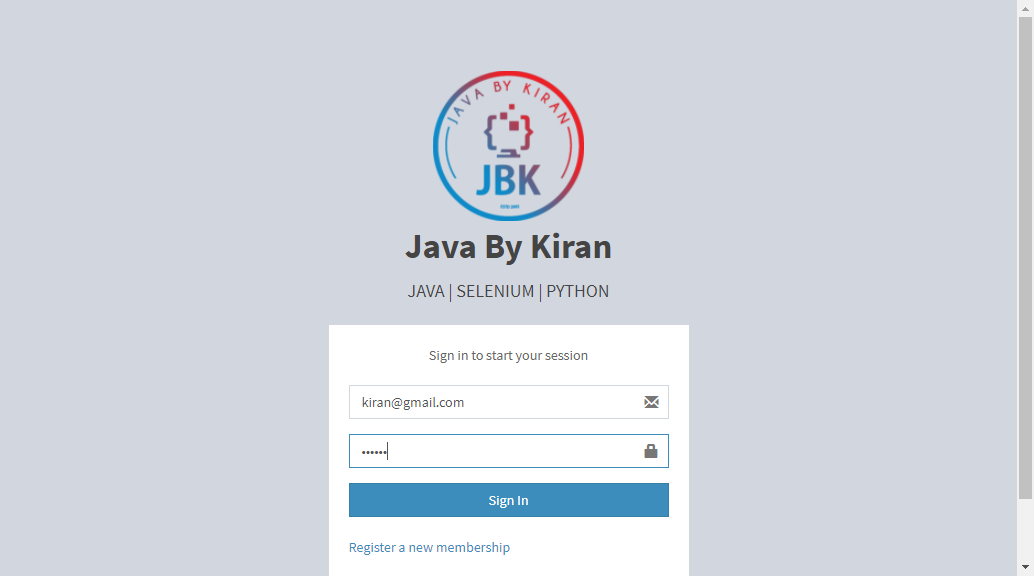 JAVA BY KIRAN
JBK
Java By Kiran
JAVA | SELENIUM | PYTHON
Sign in to start your session
kiran@gmail.com
••••••
Sign In
Register a new membership